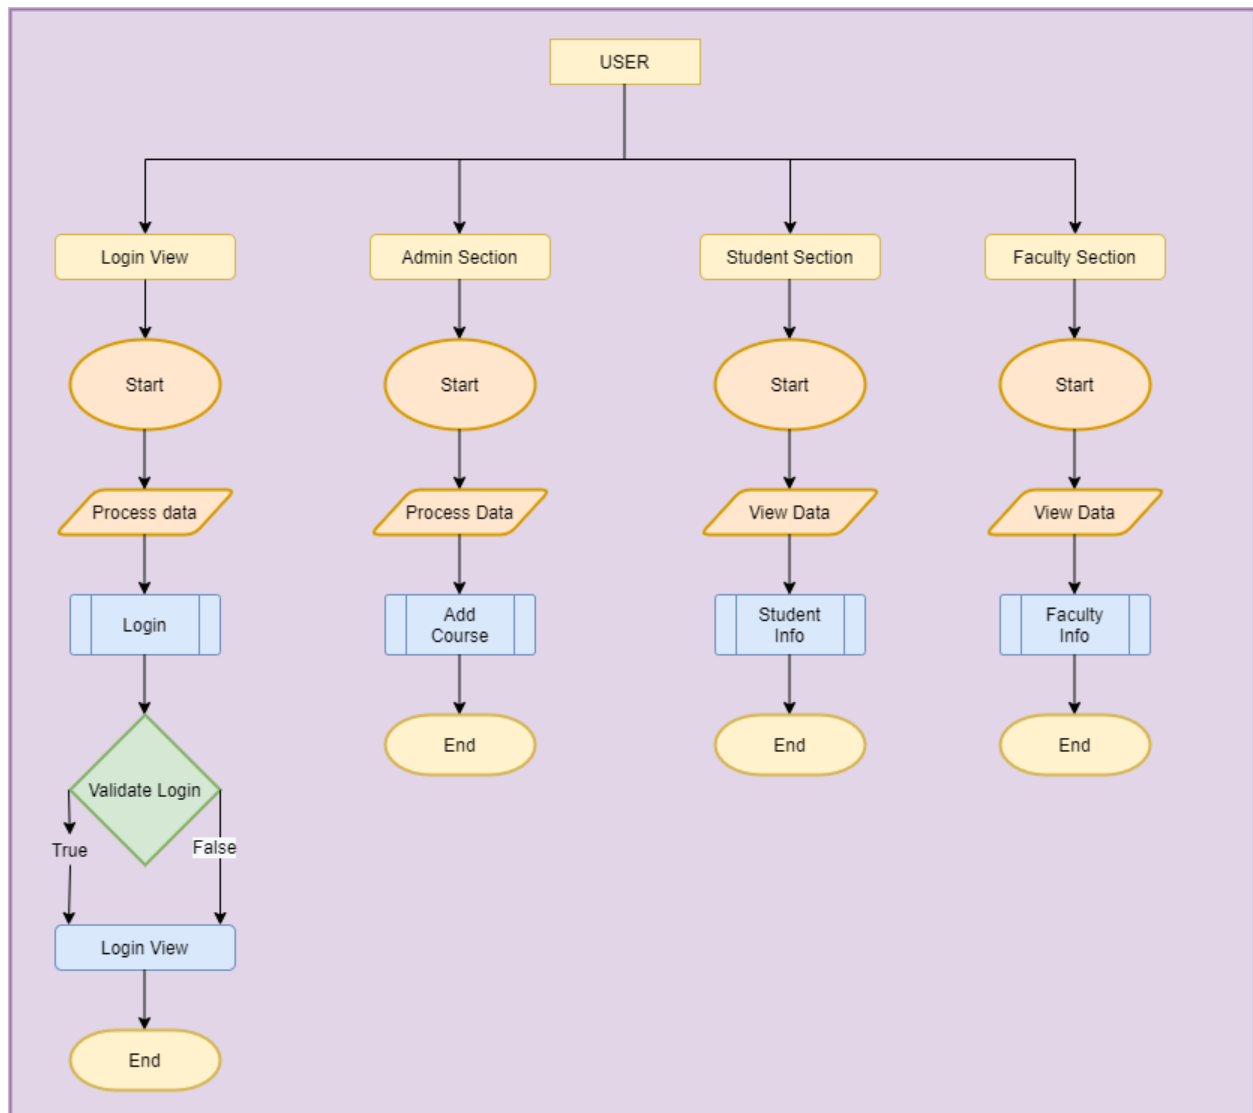 USER
Login View
Admin Section
Student Section
Faculty Section
Start
Start
Start
Start
Process data
Process Data
View Data
View Data
Login
Add
Course
Student
Info
Faculty
Info
End
End
End
Validate Login
True
False
Login View
End